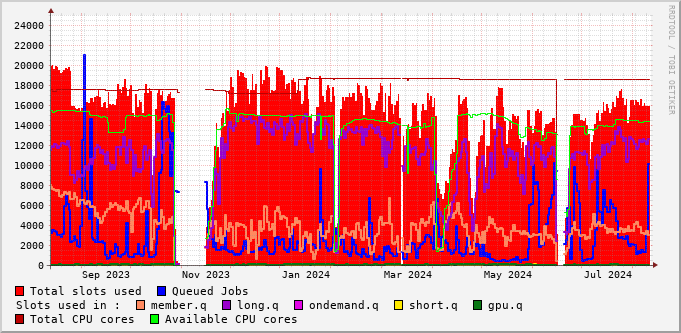 24000
22000
20000
18000
16000
14000
12000
10000
8000
6000
4000
2000
0
Sep 2023 Nov 2023 Jan 2024 Mar 2024 May 2024 Jul 2024
Total slots used Queued Jobs
Slots used in : member.q long.q ondemand.q short.q gpu.q
Total CPU cores Available CPU cores
RRDTOOL / TOBI OETIKER